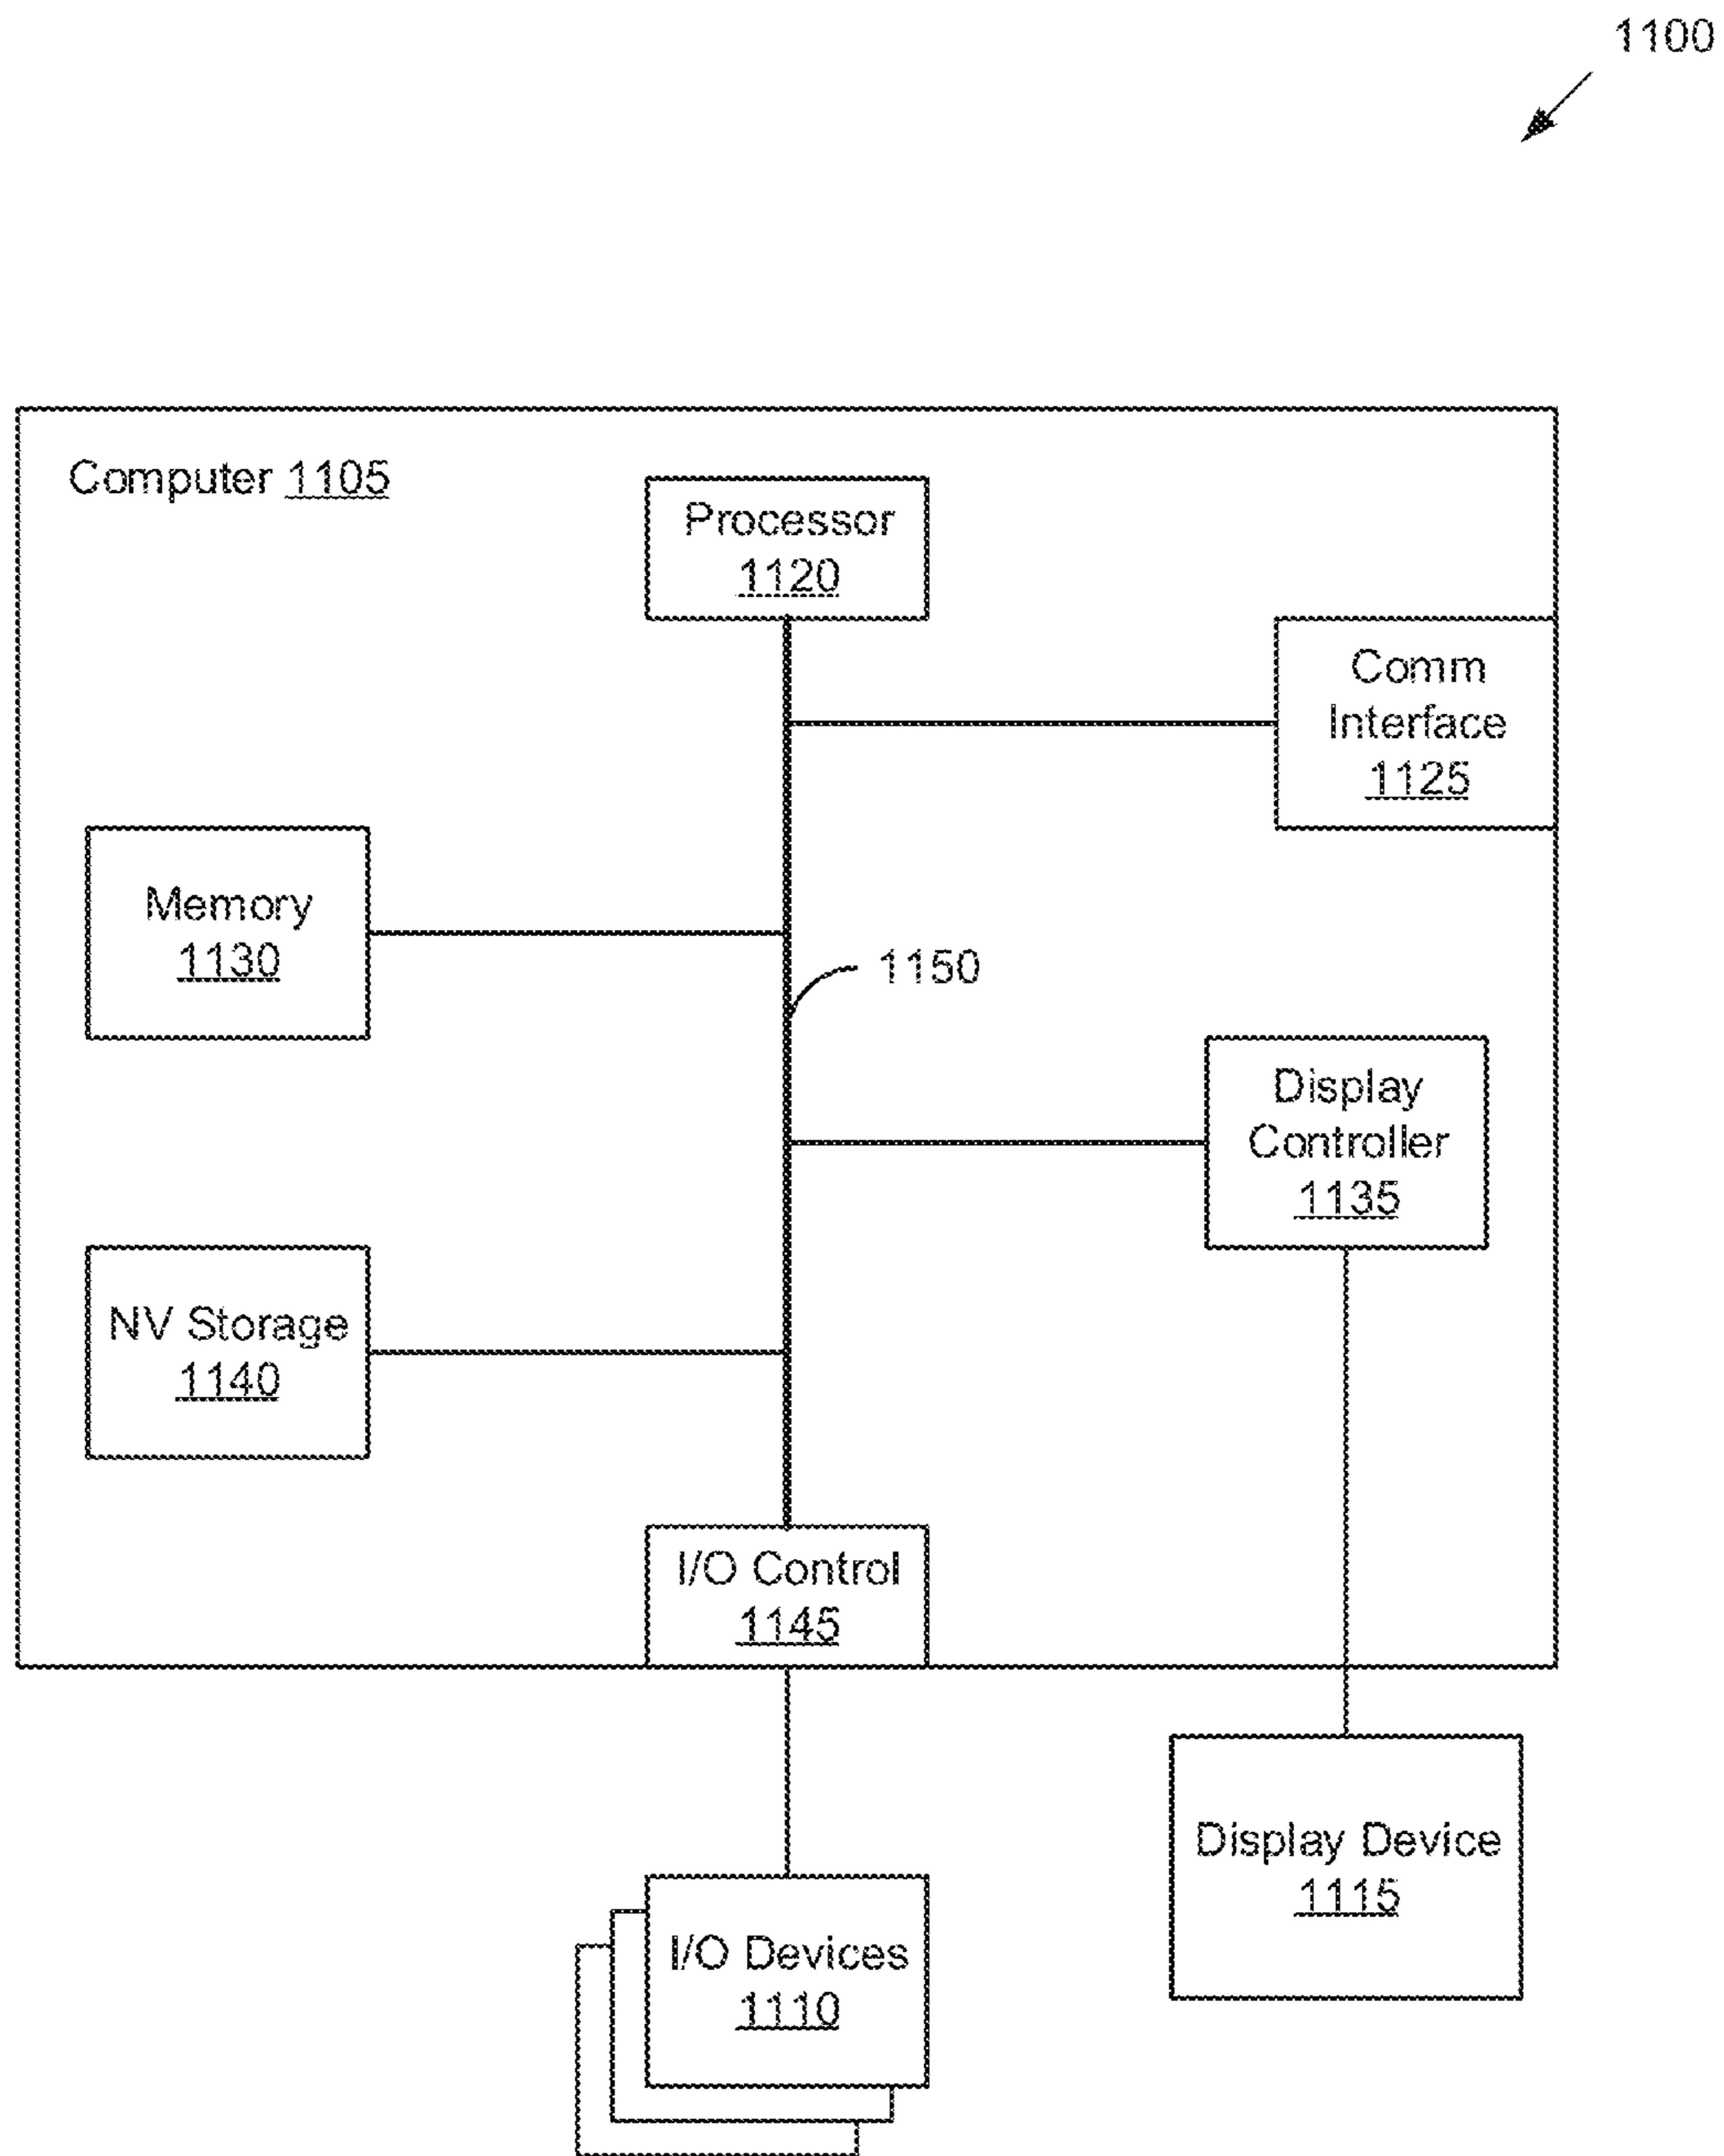 1100
Computer 1105
Processor
1120
Comm
Interface
1125
Memory
1130
1150
Display
Controller
1135
NV Storage
1140
I/O Control
1145
Display Device
1115
I/O Devices
1110